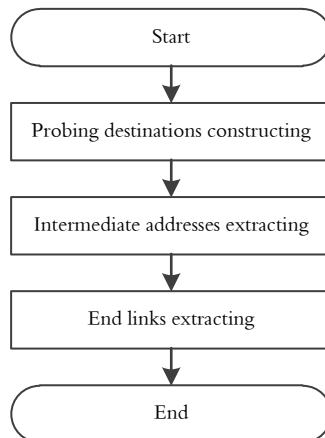 Start
Probing destinations constructing
Intermediate addresses extracting
End links extracting
End